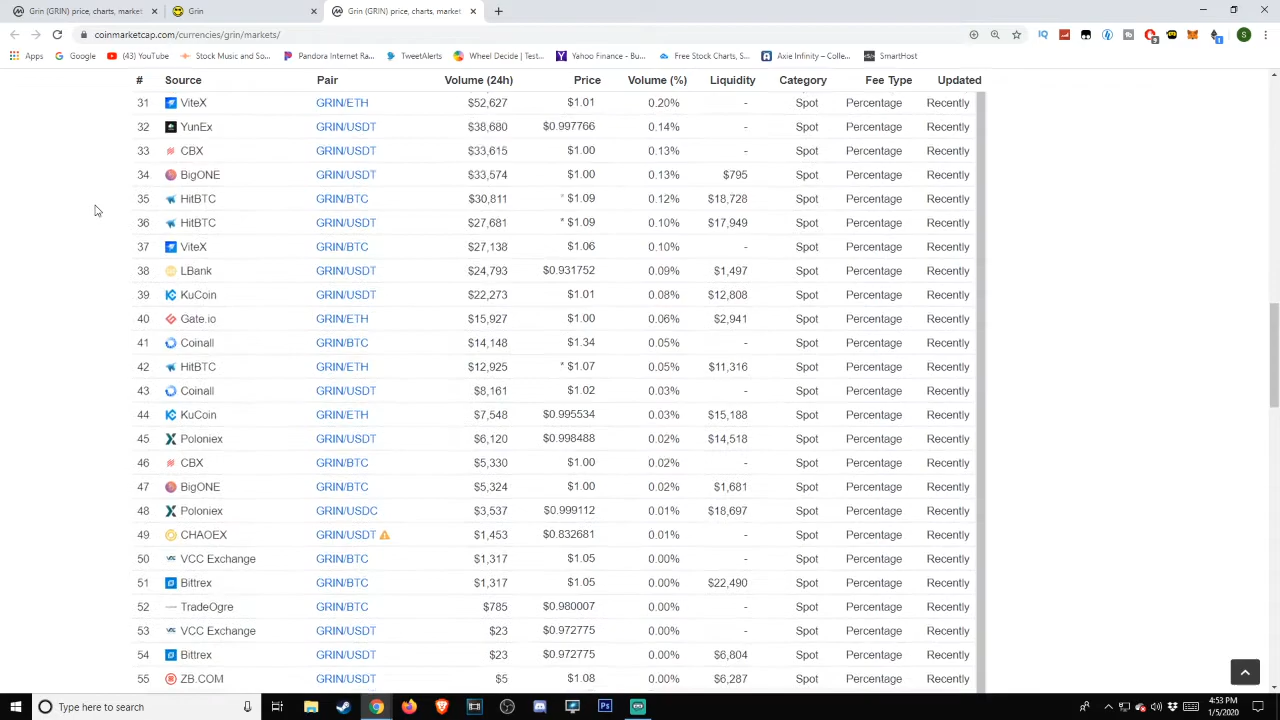 Grin (GRIN) price, charts, market
Grin
Grin (GRIN) price, charts, market
coinmarketcap.com/currencies/grin/markets/
Apps
Google
(43) YouTube
Stock Music and So...
Pandora Internet Ra...
TweetAlerts
Wheel Decide | Test...
Yahoo Finance - Bu...
Free Stock Charts, S...
Axie Infinity – Colle...
SmartHost
# Source Pair Volume (24h) Price Volume (%) Liquidity Category Fee Type Updated
31 ViteX GRIN/ETH $52,627 $1.01 0.20% - Spot Percentage Recently
32 YunEx GRIN/USDT $38,680 $0.997766 0.14% - Spot Percentage Recently
33 CBX GRIN/USDT $33,615 $1.00 0.13% - Spot Percentage Recently
34 BigONE GRIN/USDT $33,574 $1.00 0.13% $795 Spot Percentage Recently
35 HitBTC GRIN/BTC $30,811 * $1.09 0.12% $18,728 Spot Percentage Recently
36 HitBTC GRIN/USDT $27,681 * $1.09 0.10% $17,949 Spot Percentage Recently
37 ViteX GRIN/BTC $27,138 $1.06 0.10% - Spot Percentage Recently
38 LBank GRIN/USDT $24,793 $0.931752 0.09% $1,497 Spot Percentage Recently
39 KuCoin GRIN/USDT $22,273 $1.01 0.08% $12,808 Spot Percentage Recently
40 Gate.io GRIN/ETH $15,927 $1.00 0.06% $2,941 Spot Percentage Recently
41 Coinall GRIN/BTC $14,148 $1.34 0.05% - Spot Percentage Recently
42 HitBTC GRIN/ETH $12,925 * $1.07 0.05% $11,316 Spot Percentage Recently
43 Coinall GRIN/USDT $8,161 $1.02 0.03% - Spot Percentage Recently
44 KuCoin GRIN/ETH $7,548 $0.995534 0.03% $15,188 Spot Percentage Recently
45 Poloniex GRIN/USDT $6,120 $0.998488 0.02% $14,518 Spot Percentage Recently
46 CBX GRIN/BTC $5,330 $1.00 0.02% - Spot Percentage Recently
47 BigONE GRIN/BTC $5,324 $1.00 0.02% $1,681 Spot Percentage Recently
48 Poloniex GRIN/USDC $3,537 $0.999112 0.01% $18,697 Spot Percentage Recently
49 CHAOEX GRIN/USDT $1,453 $0.832681 0.01% - Spot Percentage Recently
50 VCC Exchange GRIN/BTC $1,317 $1.05 0.00% - Spot Percentage Recently
51 Bittrex GRIN/BTC $1,317 $1.05 0.00% $22,490 Spot Percentage Recently
52 TradeOgre GRIN/BTC $785 $0.980007 0.00% - Spot Percentage Recently
53 VCC Exchange GRIN/USDT $23 $0.972775 0.00% - Spot Percentage Recently
54 Bittrex GRIN/USDT $23 $0.972775 0.00% $6,804 Spot Percentage Recently
55 ZB.COM GRIN/USDT $5 $1.08 0.00% $6,287 Spot Percentage Recently
Type here to search
4:53 PM
1/5/2020